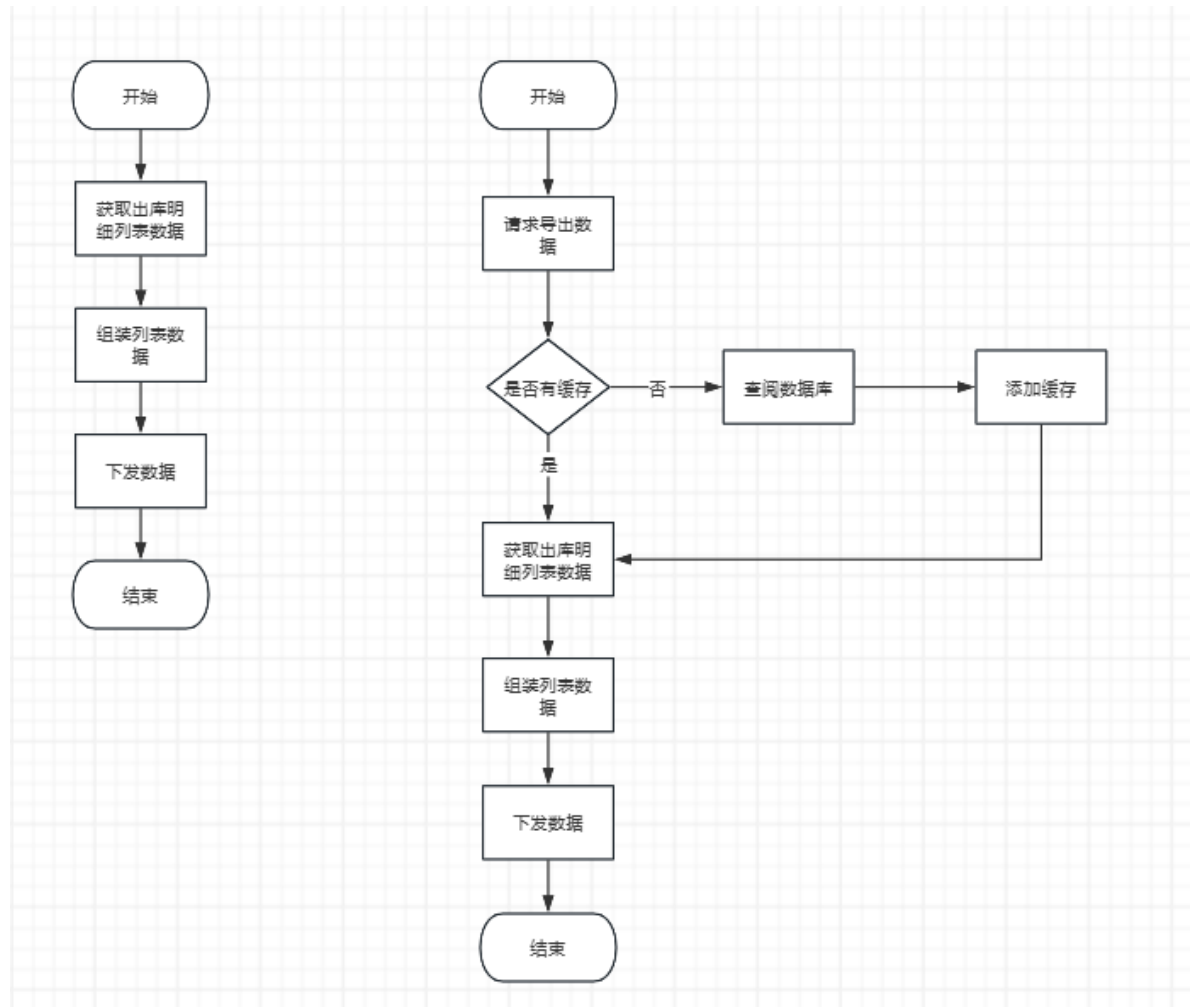 开始
获取出库明
细列表数据
组装列表数
据
下发数据
结束
开始
请求导出数
据
是否有缓存
否
查阅数据库
添加缓存
是
获取出库明
细列表数据
组装列表数
据
下发数据
结束